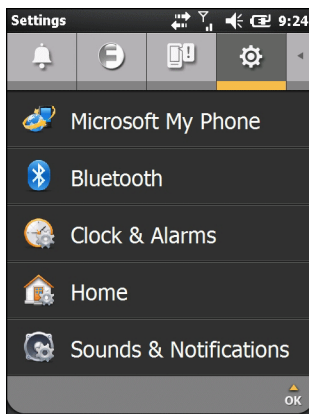 Settings 9:24
Microsoft My Phone
Bluetooth
Clock & Alarms
Home
Sounds & Notifications
OK